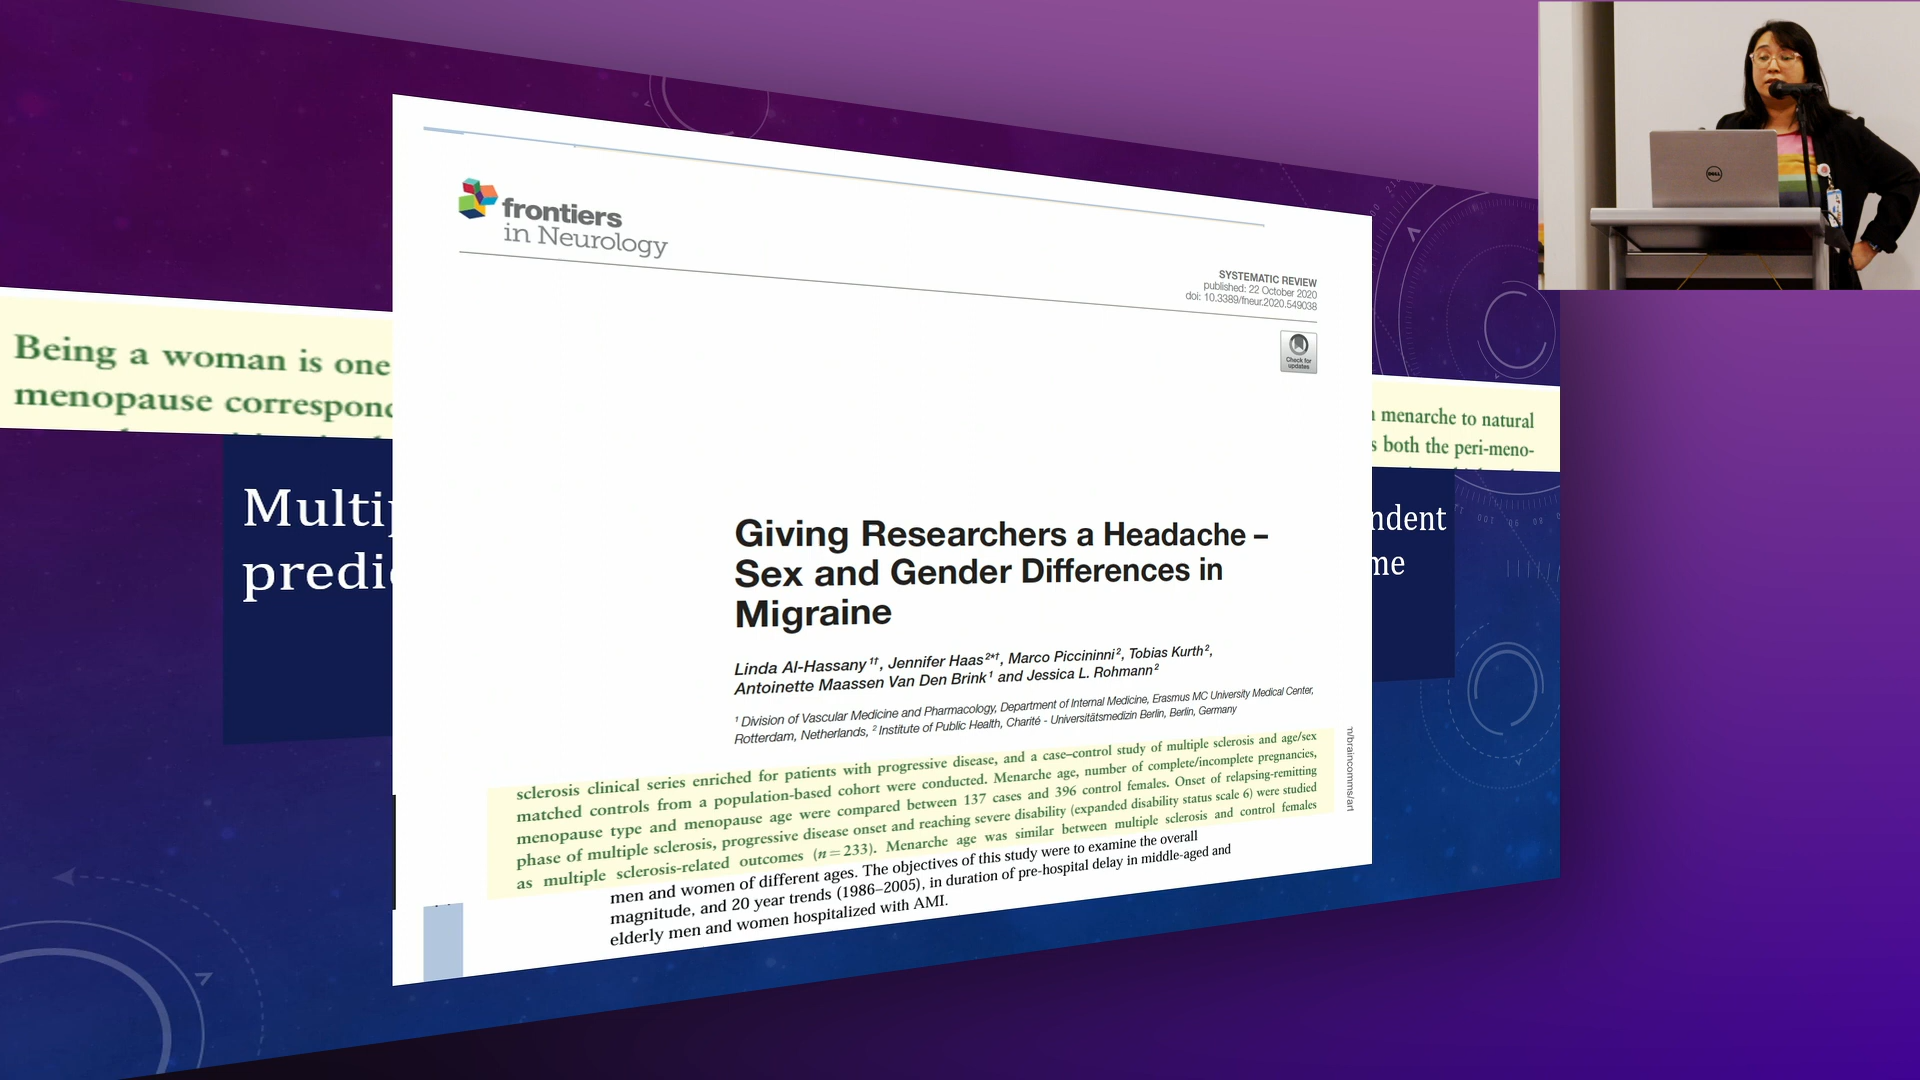 frontiers
in Neurology
SYSTEMATIC REVIEW
published: 22 October 2020
doi: 10.3389/fneur.2020.549038
Check for
updates
Being a woman is one
menopause correspond
menarche to natural
both the peri-meno-
Multip
predic
ndent
me
Giving Researchers a Headache –
Sex and Gender Differences in
Migraine
Linda Al-Hassany 1†, Jennifer Haas 2*†, Marco Piccininni 2, Tobias Kurth 2,
Antoinette Maassen Van Den Brink 1 and Jessica L. Rohmann 2
1 Division of Vascular Medicine and Pharmacology, Department of Internal Medicine, Erasmus MC University Medical Center,
Rotterdam, Netherlands, 2 Institute of Public Health, Charité - Universitätsmedizin Berlin, Berlin, Germany
sclerosis clinical series enriched for patients with progressive disease, and a case–control study of multiple sclerosis and age/sex
matched controls from a population-based cohort were conducted. Menarche age, number of complete/incomplete pregnancies,
menopause type and menopause age were compared between 137 cases and 396 control females. Onset of relapsing-remitting
phase of multiple sclerosis, progressive disease onset and reaching severe disability (expanded disability status scale 6) were studied
as multiple sclerosis-related outcomes (n = 233). Menarche age was similar between multiple sclerosis and control females
men and women of different ages. The objectives of this study were to examine the overall
magnitude, and 20 year trends (1986–2005), in duration of pre-hospital delay in middle-aged and
elderly men and women hospitalized with AMI.
m/braincomms/art
DELL